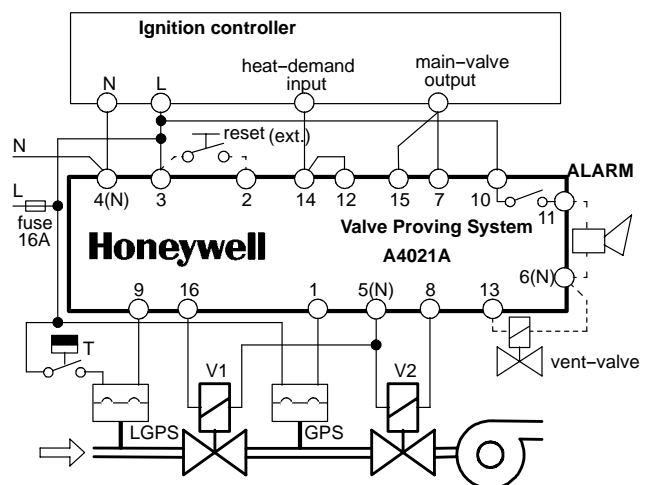 Ignition controller
N
L
heat-demand
input
main-valve
output
reset (ext.)
N
4(N)
3
2
14
12
15
7
10
ALARM
11
L
fuse
16A
Honeywell
Valve Proving System
A4021A
6(N)
9
16
1
5(N)
8
13
T
V1
V2
vent-valve
LGPS
GPS